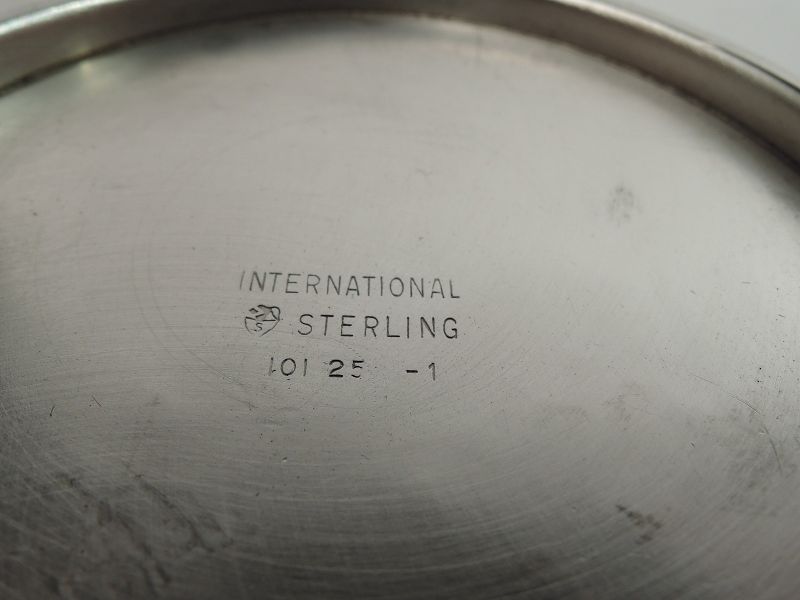 INTERNATIONAL
S STERLING
101 25 -1